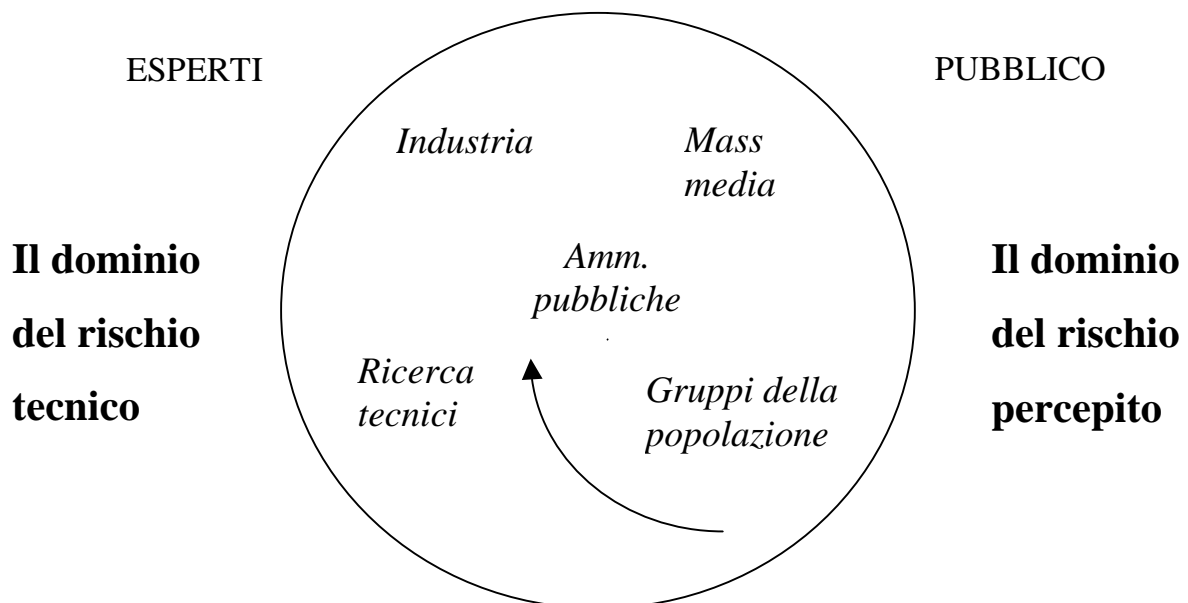 ESPERTI
PUBBLICO
Industria
Mass
media
Il dominio
del rischio
tecnico
Amm.
pubbliche
Il dominio
del rischio
percepito
Ricerca
tecnici
Gruppi della
popolazione